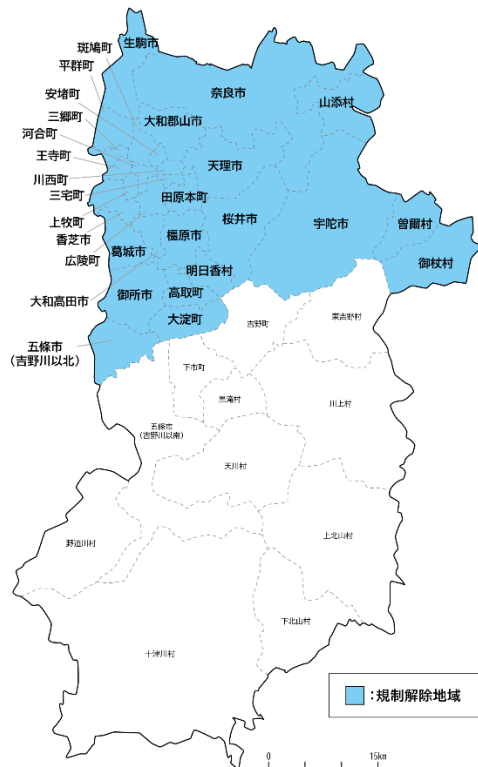 生駒市
斑鳩町
平群町
奈良市
安堵町
山添村
三郷町
大和郡山市
河合町
王寺町
天理市
川西町
三宅町
田原本町
上牧町
桜井市
宇陀市
曽爾村
香芝市
橿原市
広陵町
葛城市
御杖村
明日香村
大和高田市
御所市
高取町
大淀町
吉野町
東吉野村
五條市
(吉野川以北)
下市町
黒滝村
川上村
五條市
(吉野川以南)
天川村
上北山村
野迫川村
下北山村
十津川村
:規制解除地域
0 15km